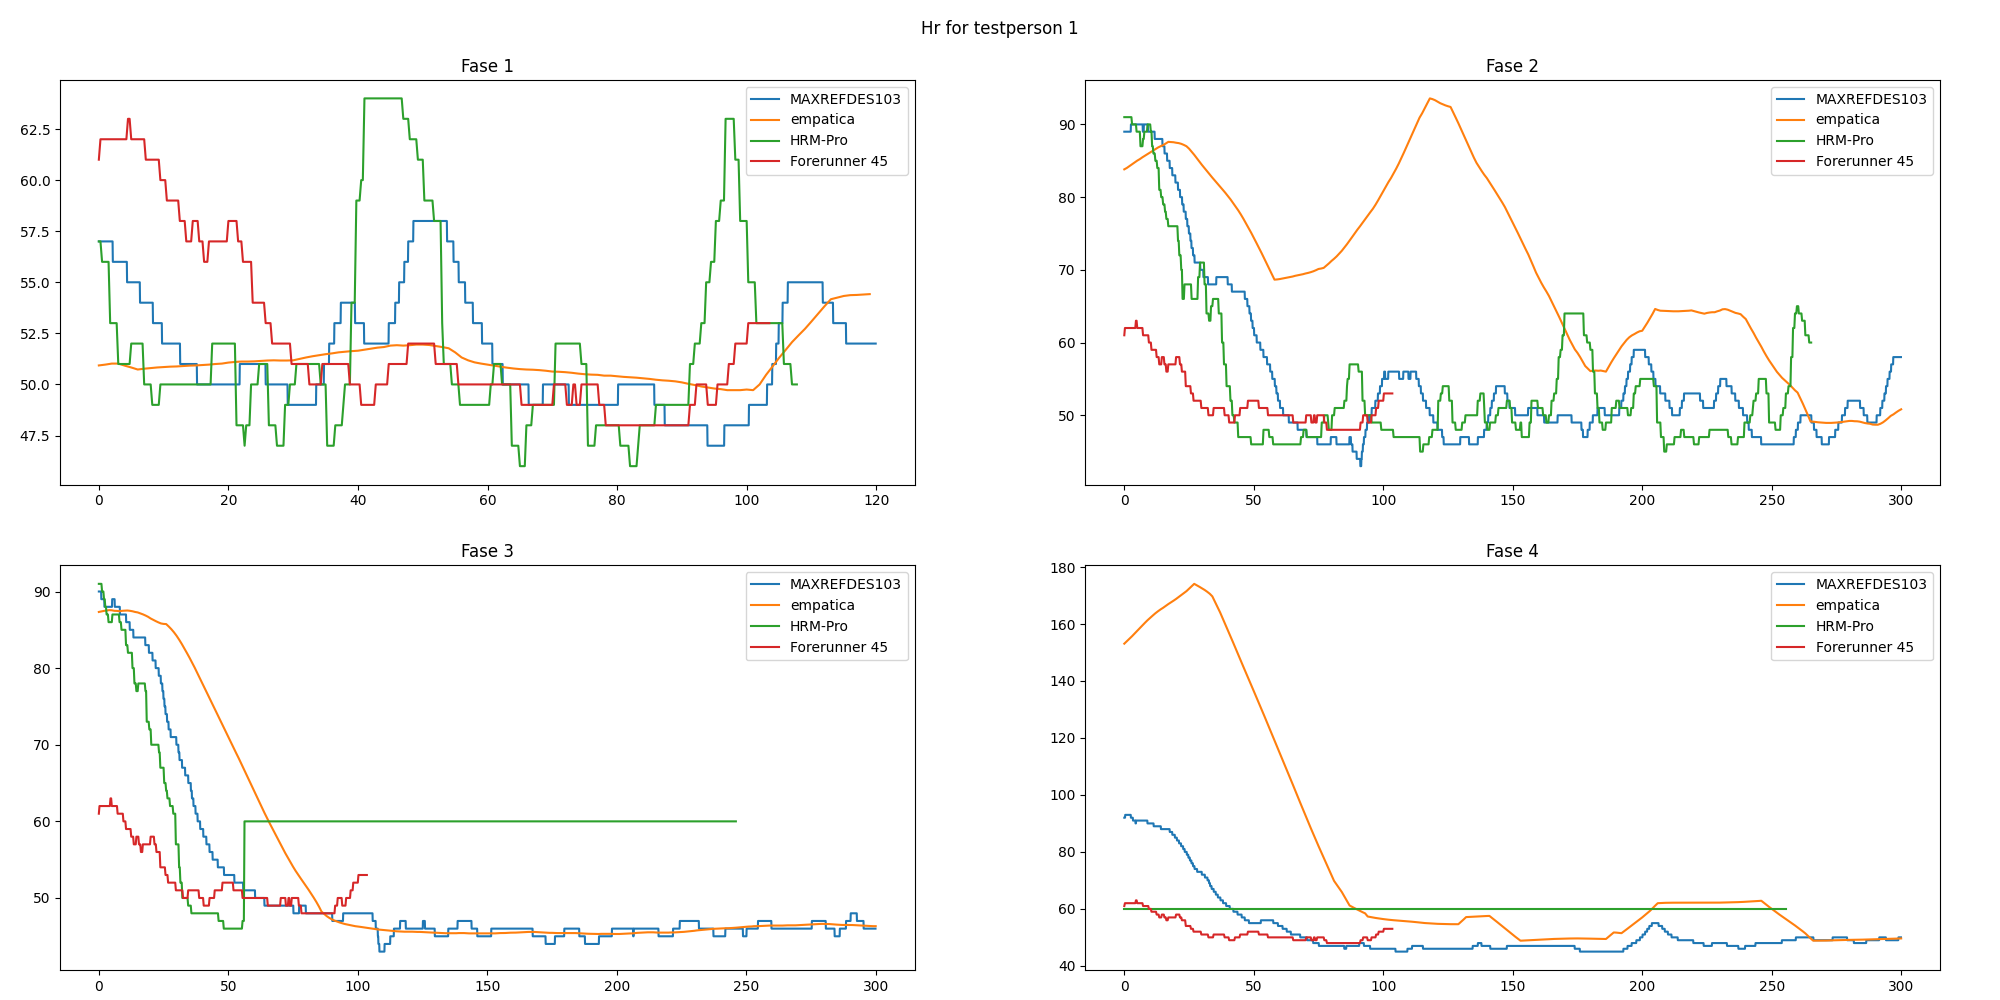 Hr for testperson 1
Fase 1
62.5
60.0
57.5
55.0
52.5
50.0
47.5
0 20 40 60 80 100 120
MAXREFDES103
empatica
HRM-Pro
Forerunner 45
Fase 2
90
80
70
60
50
0 50 100 150 200 250 300
MAXREFDES103
empatica
HRM-Pro
Forerunner 45
Fase 3
90
80
70
60
50
0 50 100 150 200 250 300
MAXREFDES103
empatica
HRM-Pro
Forerunner 45
Fase 4
180
160
140
120
100
80
60
40
0 50 100 150 200 250 300
MAXREFDES103
empatica
HRM-Pro
Forerunner 45